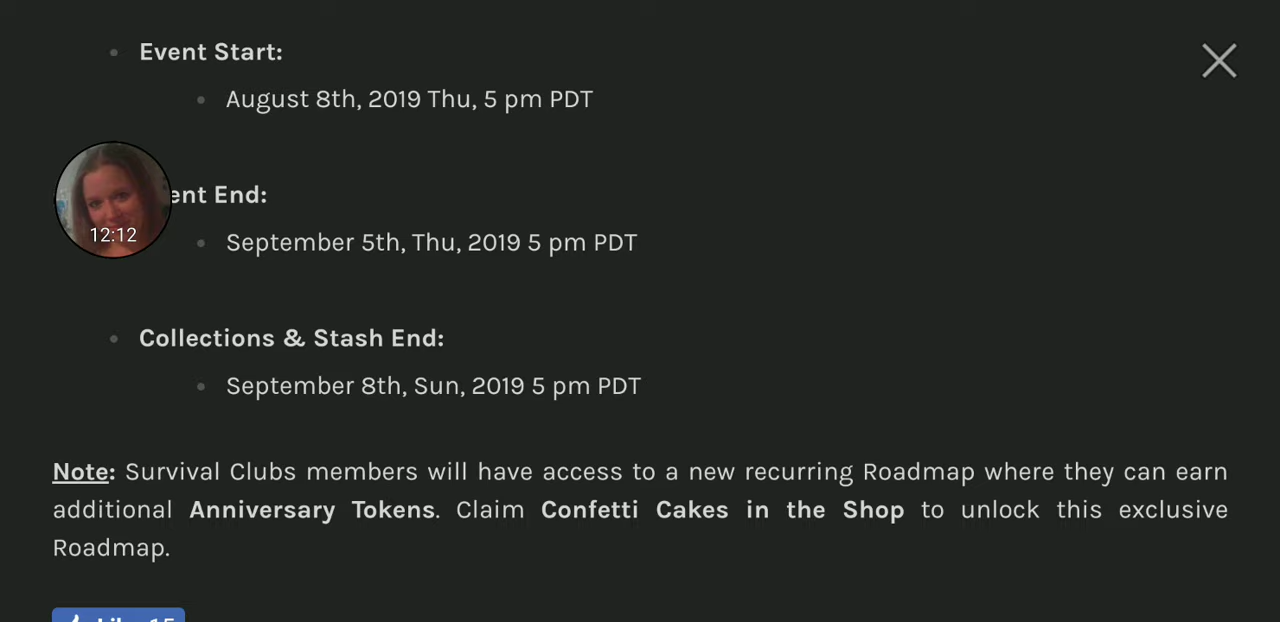 Event Start:
August 8th, 2019 Thu, 5 pm PDT
ent End:
12:12
September 5th, Thu, 2019 5 pm PDT
Collections & Stash End:
September 8th, Sun, 2019 5 pm PDT
Note: Survival Clubs members will have access to a new recurring Roadmap where they can earn
additional Anniversary Tokens. Claim Confetti Cakes in the Shop to unlock this exclusive
Roadmap.
Like 15